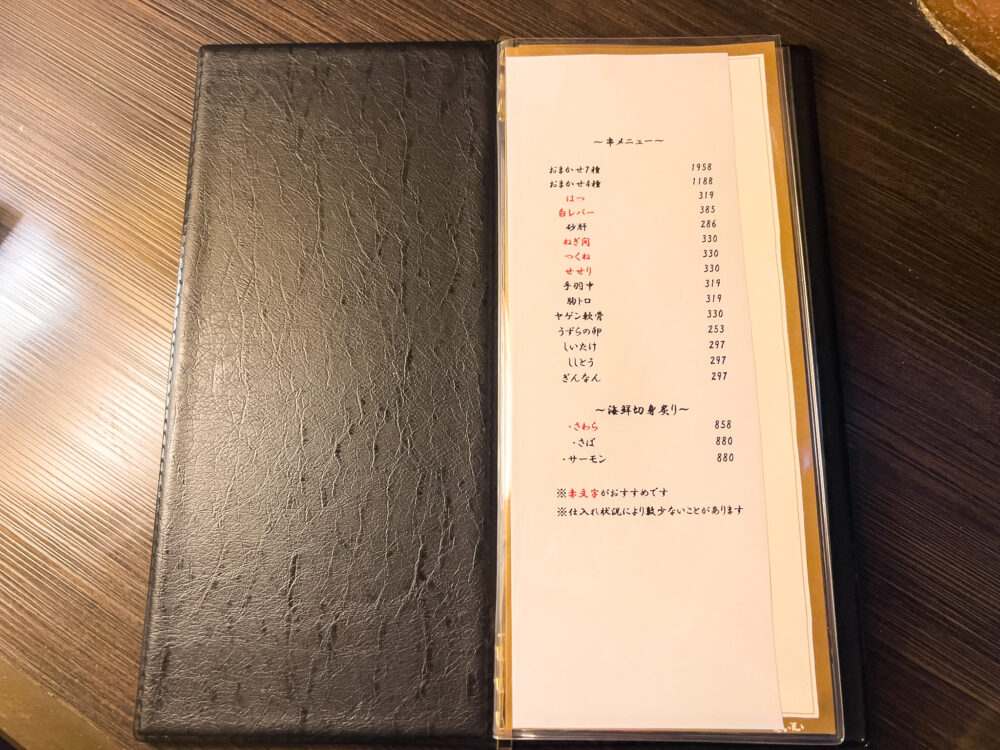 ～串メニュー～
おまかせ7種 1958
おまかせ4種 1188
はつ 319
白レバー 385
砂肝 286
ねぎ間 330
つくね 330
せせり 330
手羽中 319
豚トロ 319
ヤゲン軟骨 330
うずらの卵 253
しいたけ 297
ししとう 297
ぎんなん 297
～海鮮切身炙り～
・さわら 858
・さば 880
・サーモン 880
※赤文字がおすすめです
※仕入れ状況により数少ないことがあります